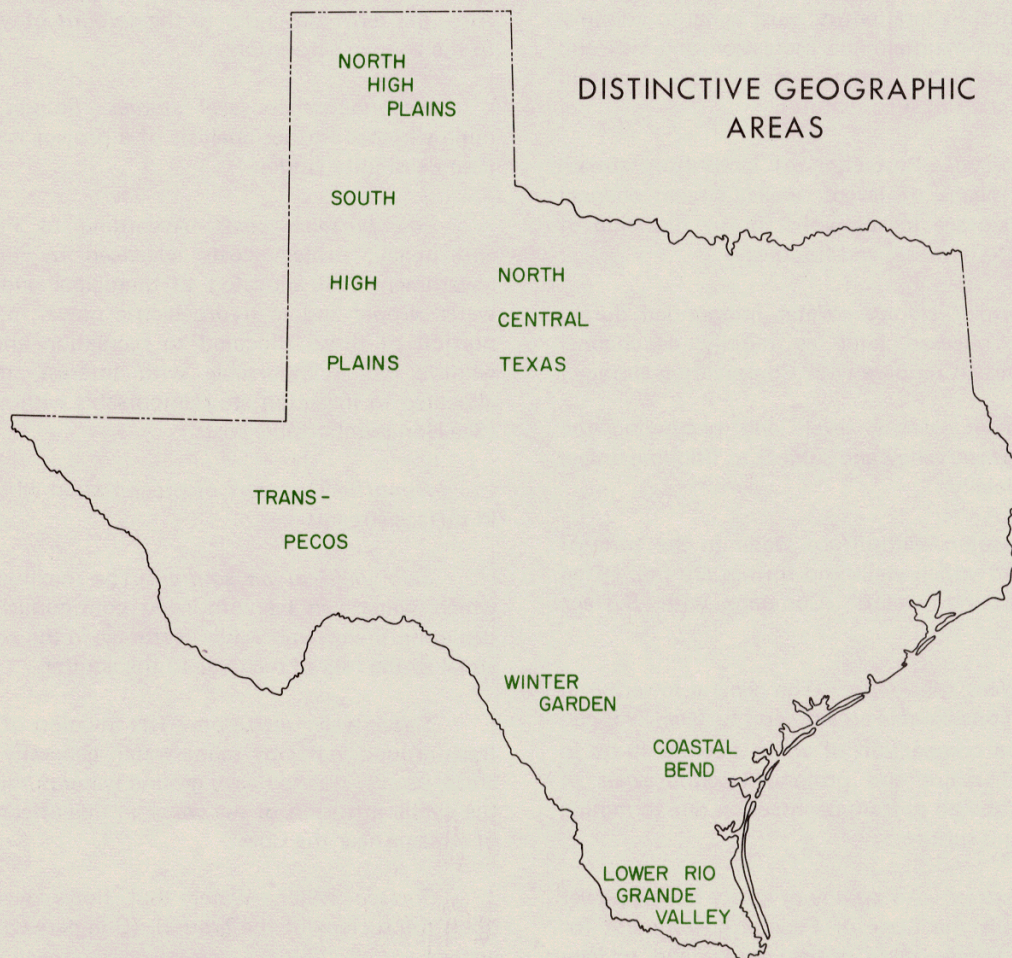 DISTINCTIVE GEOGRAPHIC
AREAS
NORTH
HIGH
PLAINS
SOUTH
HIGH
PLAINS
NORTH
CENTRAL
TEXAS
TRANS-
PECOS
WINTER
GARDEN
COASTAL
BEND
LOWER RIO
GRANDE
VALLEY